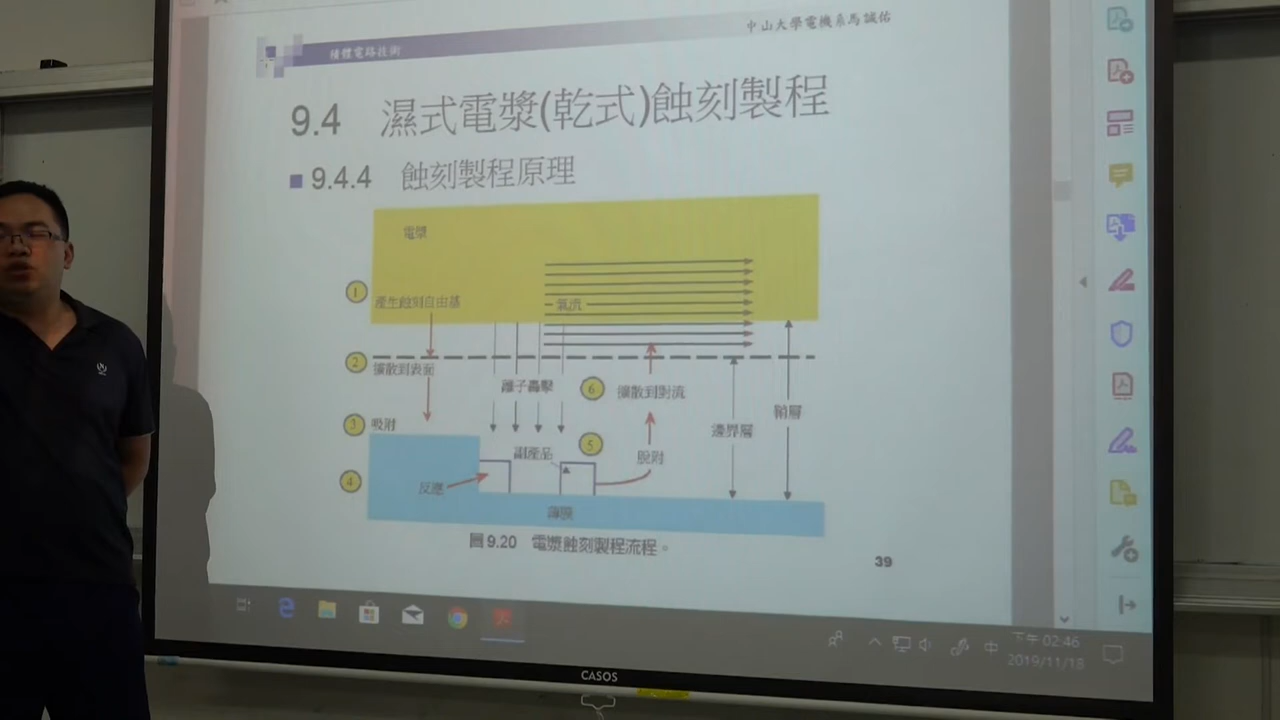 中山大學電機系馬誠佑
積體電路技術
9.4 濕式電漿(乾式)蝕刻製程
9.4.4 蝕刻製程原理
電漿
1 產生蝕刻自由基
氣流
2 擴散到表面
離子轟擊
6 擴散到對流
鞘層
3 吸附
邊界層
副產品 5
脫附
4 反應
薄膜
圖9.20 電漿蝕刻製程流程。
39
中
下午 02:46
2019/11/18
CASOS